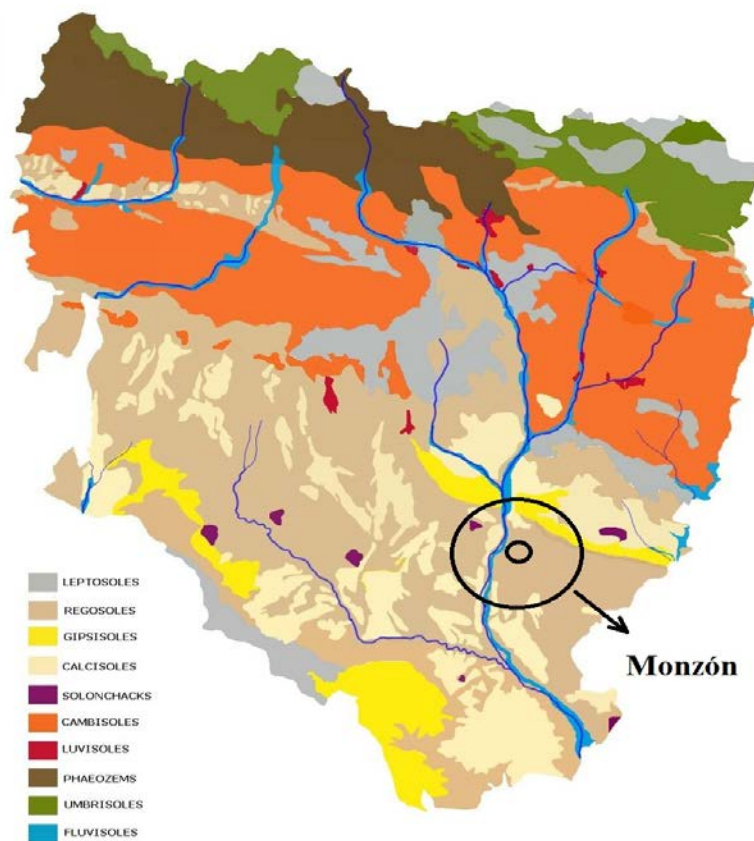 LEPTOSOLES
REGOSOLES
GIPSISOLES
CALCISOLES
SOLONCHACKS
CAMBISOLES
LUVISOLES
PHAEOZEMS
UMBRISOLES
FLUVISOLES
Monzón